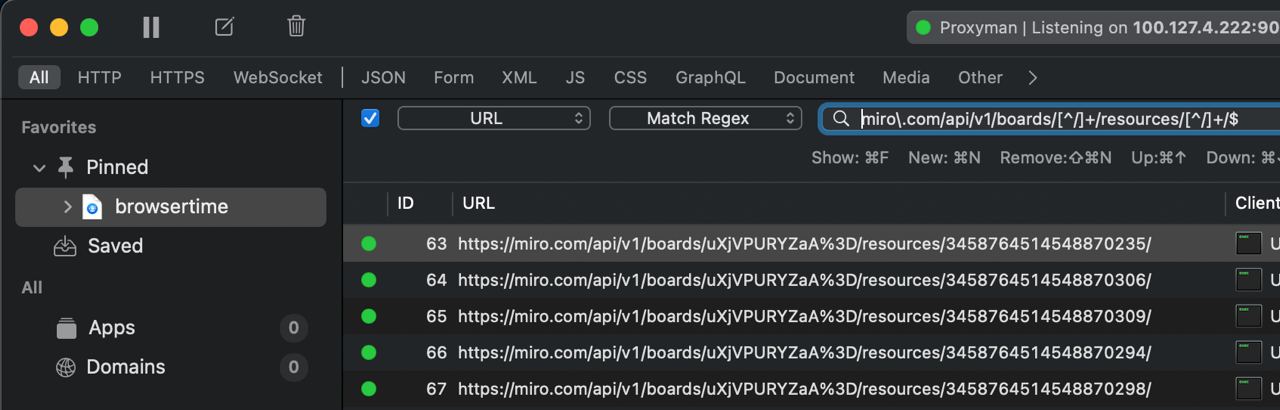 Proxyman | Listening on 100.127.4.222:90
All HTTP HTTPS WebSocket JSON Form XML JS CSS GraphQL Document Media Other
Favorites
URL Match Regex miro\.com/api/v1/boards/[^/]+/resources/[^/]+/$
Show: ⌘F New: ⌘N Remove:⇧⌘N Up:⌘↑ Down: ⌘
Pinned
browsertime
Saved
All
Apps 0
Domains 0
ID URL Client
63 https://miro.com/api/v1/boards/uXjVPURYZaA%3D/resources/3458764514548870235/ U
64 https://miro.com/api/v1/boards/uXjVPURYZaA%3D/resources/3458764514548870306/ U
65 https://miro.com/api/v1/boards/uXjVPURYZaA%3D/resources/3458764514548870309/ U
66 https://miro.com/api/v1/boards/uXjVPURYZaA%3D/resources/3458764514548870294/ U
67 https://miro.com/api/v1/boards/uXjVPURYZaA%3D/resources/3458764514548870298/ U